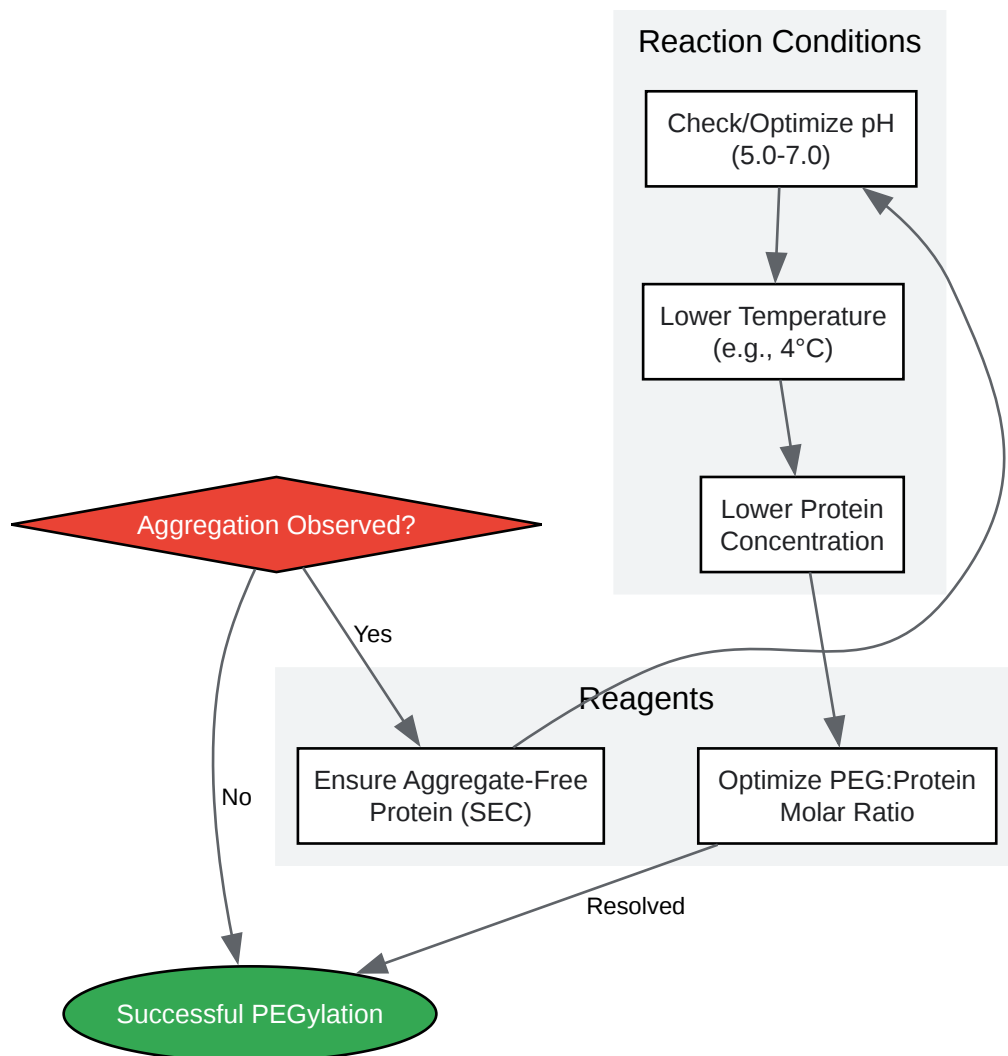 Reaction Conditions
Check/Optimize pH
(5.0-7.0)
Lower Temperature
(e.g., 4°C)
Lower Protein
Concentration
Aggregation Observed?
Yes
Reagents
Ensure Aggregate-Free
Protein (SEC)
Optimize PEG:Protein
Molar Ratio
No
Resolved
Successful PEGylation